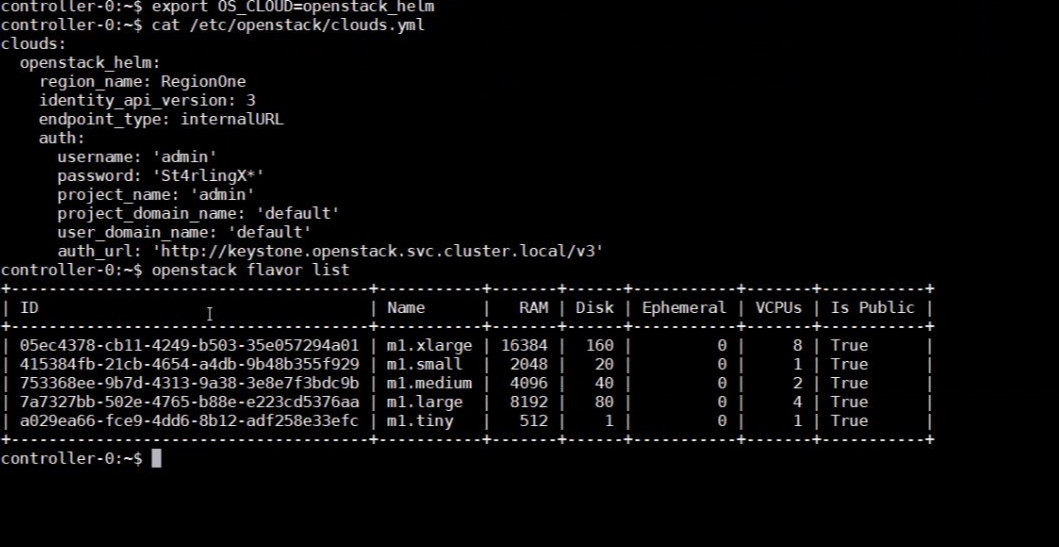 controller-0:~$ export OS_CLOUD=openstack_helm
controller-0:~$ cat /etc/openstack/clouds.yml
clouds:
  openstack_helm:
    region_name: RegionOne
    identity_api_version: 3
    endpoint_type: internalURL
    auth:
      username: 'admin'
      password: 'St4rlingX*'
      project_name: 'admin'
      project_domain_name: 'default'
      user_domain_name: 'default'
      auth_url: 'http://keystone.openstack.svc.cluster.local/v3'
controller-0:~$ openstack flavor list
+--------------------------------------+-----------+-------+------+-----------+-------+-----------+
| ID                                   | Name      |   RAM | Disk | Ephemeral | VCPUs | Is Public |
+--------------------------------------+-----------+-------+------+-----------+-------+-----------+
| 05ec4378-cb11-4249-b503-35e057294a01 | m1.xlarge | 16384 |  160 |         0 |     8 | True      |
| 415384fb-21cb-4654-a4db-9b48b355f929 | m1.small  |  2048 |   20 |         0 |     1 | True      |
| 753368ee-9b7d-4313-9a38-3e8e7f3bdc9b | m1.medium |  4096 |   40 |         0 |     2 | True      |
| 7a7327bb-502e-4765-b88e-e223cd5376aa | m1.large  |  8192 |   80 |         0 |     4 | True      |
| a029ea66-fce9-4dd6-8b12-adf258e33efc | m1.tiny   |   512 |    1 |         0 |     1 | True      |
+--------------------------------------+-----------+-------+------+-----------+-------+-----------+
controller-0:~$